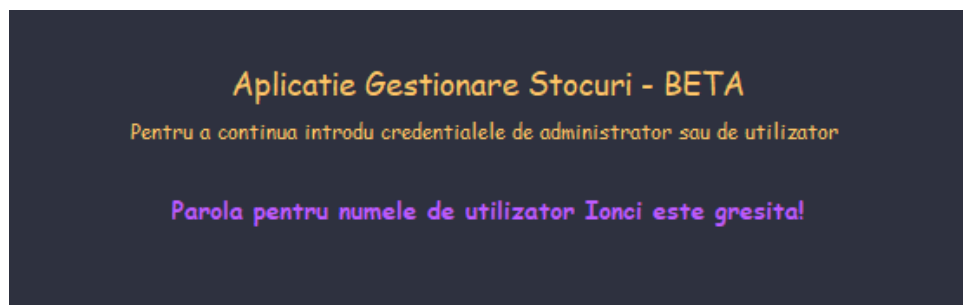 Aplicatie Gestionare Stocuri - BETA
Pentru a continua introdu credentialele de administrator sau de utilizator
Parola pentru numele de utilizator Ionci este gresita!